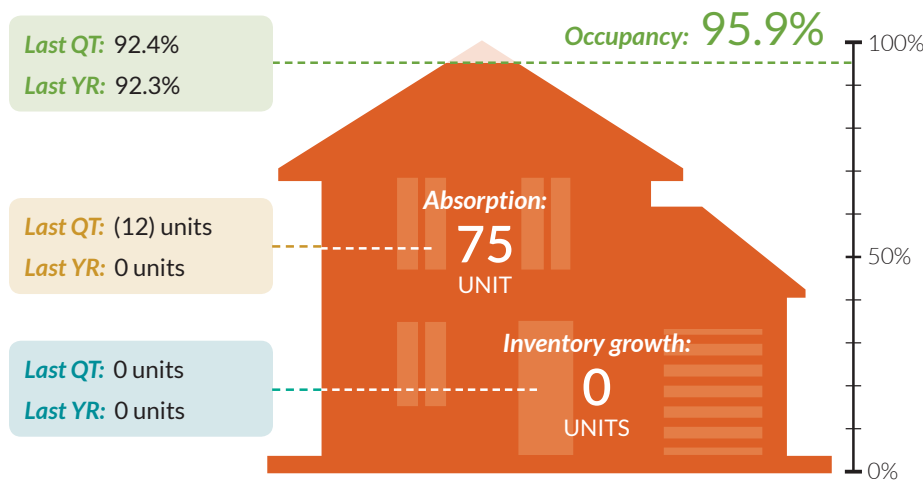 Occupancy: 95.9%
Last QT: 92.4%
Last YR: 92.3%
100%
Absorption:
75
UNIT
Last QT: (12) units
Last YR: 0 units
50%
Inventory growth:
0
UNITS
Last QT: 0 units
Last YR: 0 units
0%